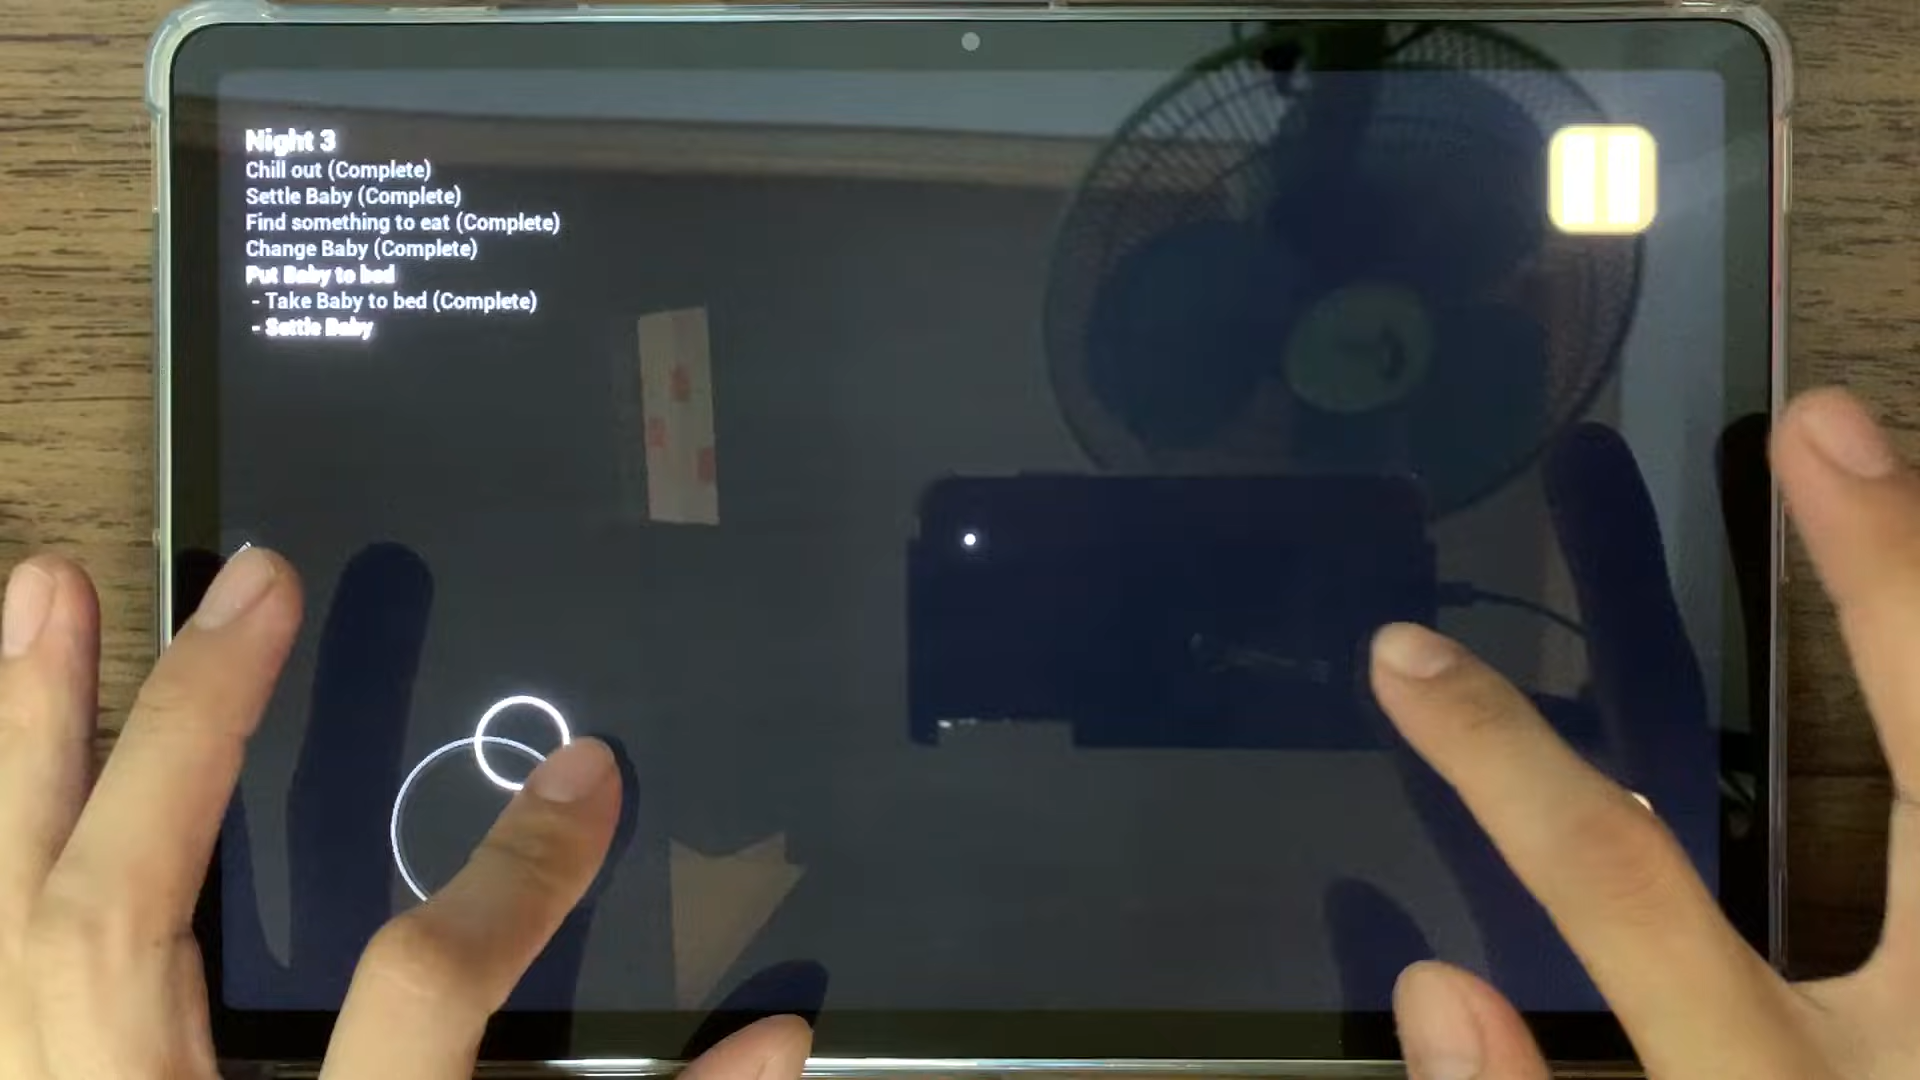 Night 3
Chill out (Complete)
Settle Baby (Complete)
Find something to eat (Complete)
Change Baby (Complete)
Put Baby to bed
- Take Baby to bed (Complete)
- Settle Baby